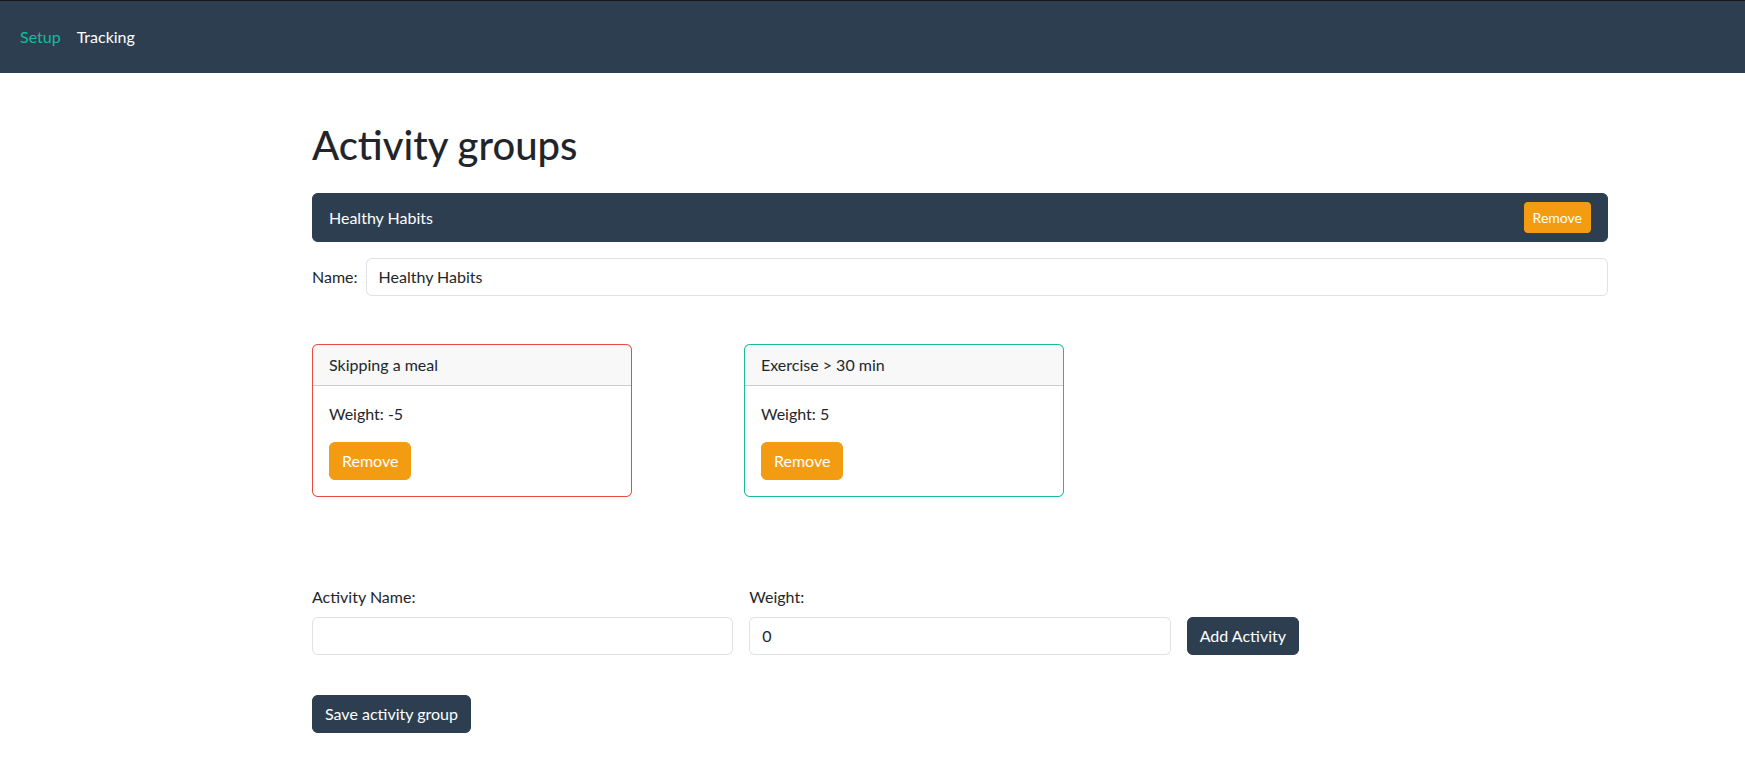 Setup Tracking
Activity groups
Healthy Habits Remove
Name: Healthy Habits
Skipping a meal Exercise > 30 min
Weight: -5 Weight: 5
Remove Remove
Activity Name: Weight:
0 Add Activity
Save activity group